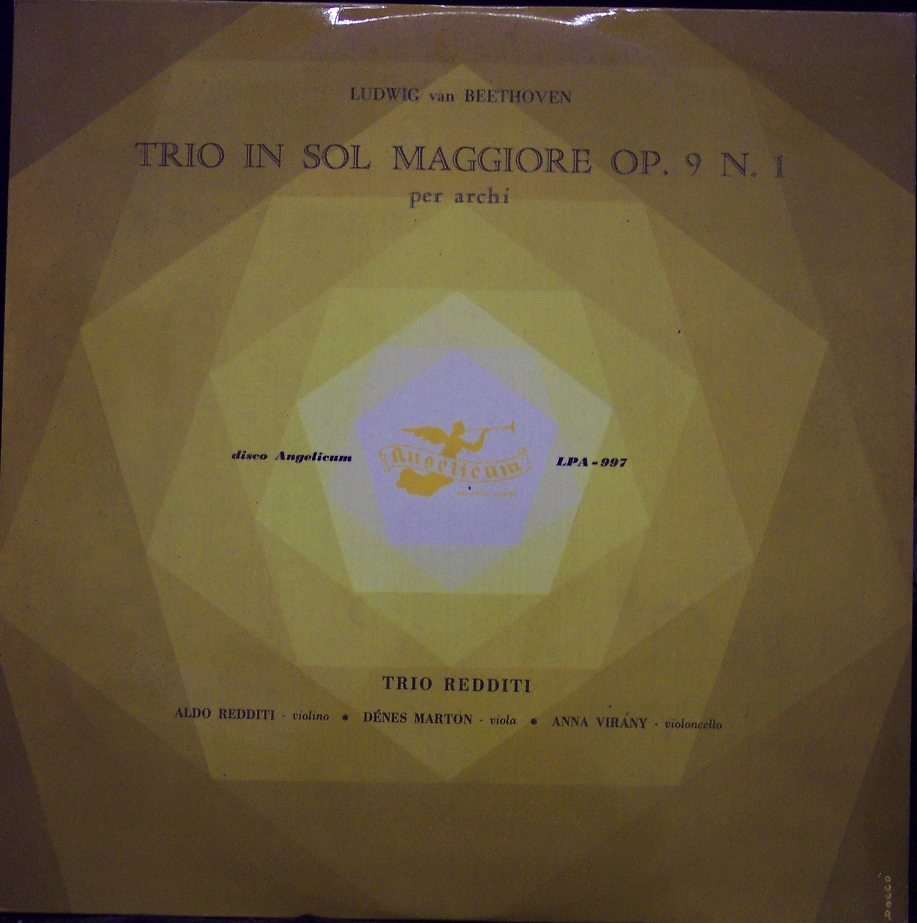 LUDWIG van BEETHOVEN
TRIO IN SOL MAGGIORE OP. 9 N. 1
per archi
disco Angelicum
Angelicum
LPA-997
TRIO REDDITI
ALDO REDDITI - violino • DÉNES MARTON - viola • ANNA VIRÁNY - violoncello